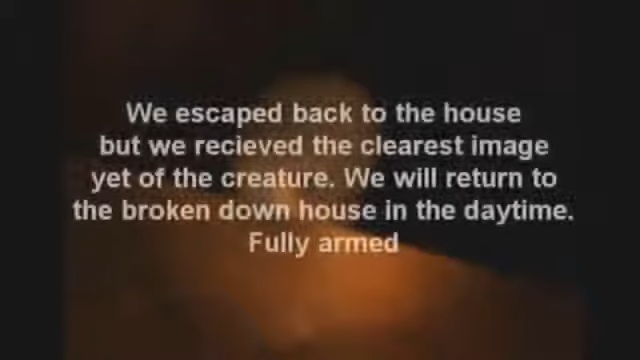 We escaped back to the house
but we recieved the clearest image
yet of the creature. We will return to
the broken down house in the daytime.
Fully armed